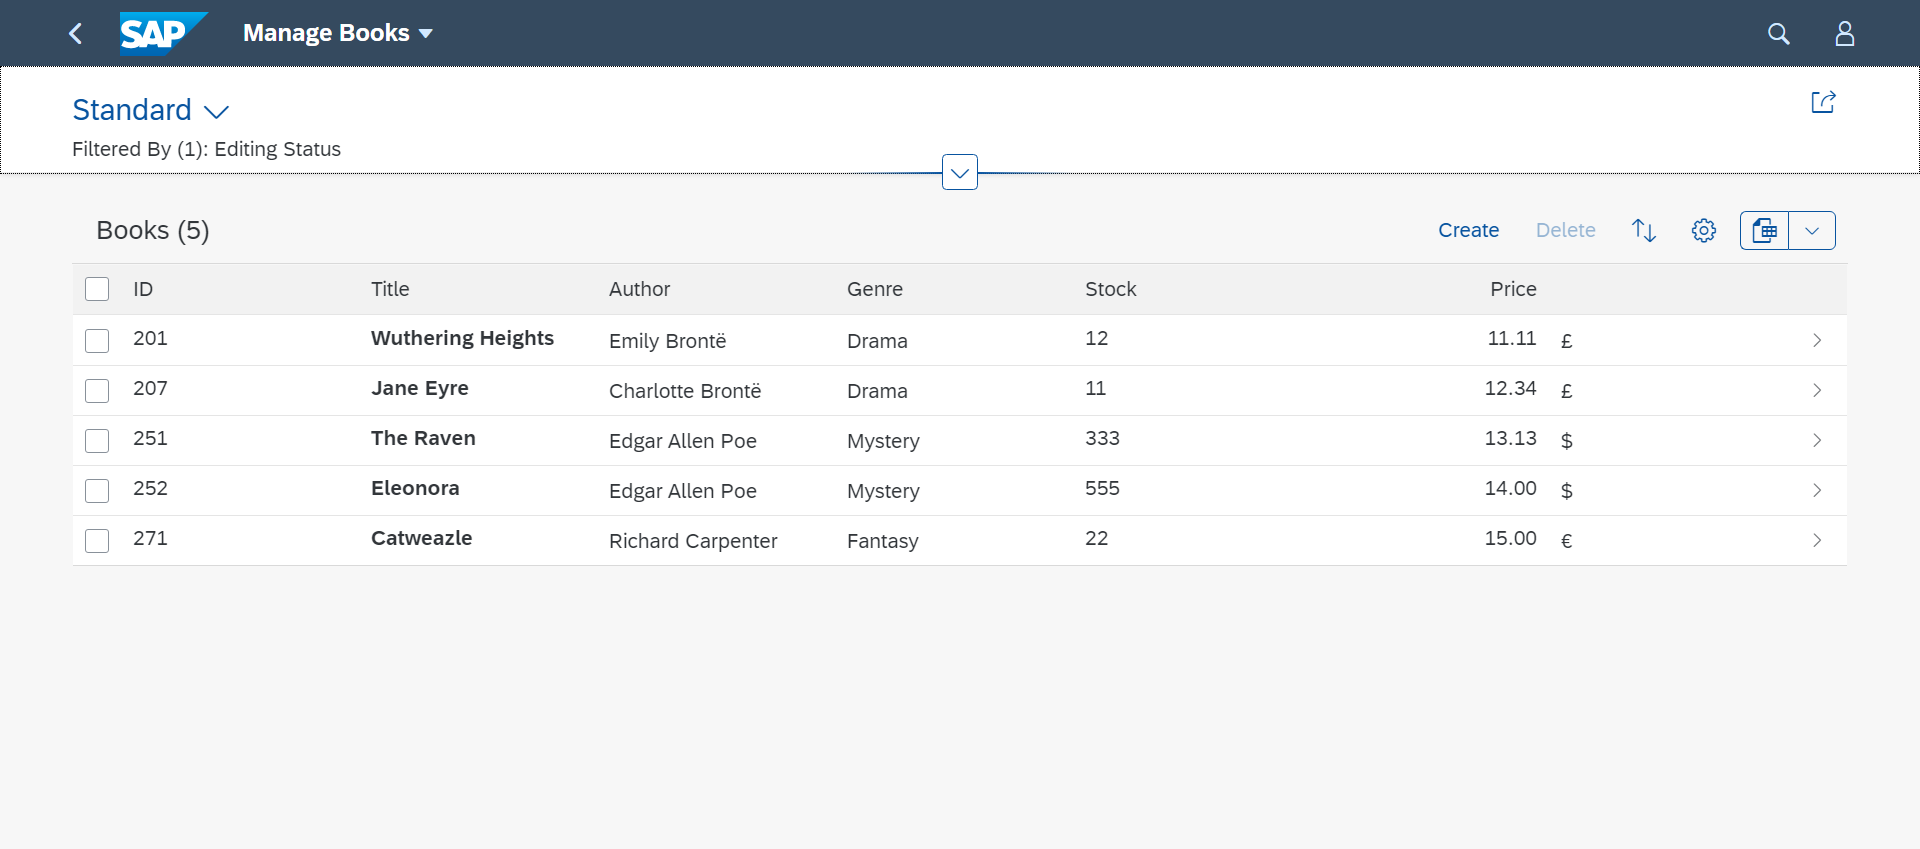 SAP Manage Books
Standard
Filtered By (1): Editing Status
Books (5) Create Delete
ID Title Author Genre Stock Price
201 Wuthering Heights Emily Brontë Drama 12 11.11 £
207 Jane Eyre Charlotte Brontë Drama 11 12.34 £
251 The Raven Edgar Allen Poe Mystery 333 13.13 $
252 Eleonora Edgar Allen Poe Mystery 555 14.00 $
271 Catweazle Richard Carpenter Fantasy 22 15.00 €